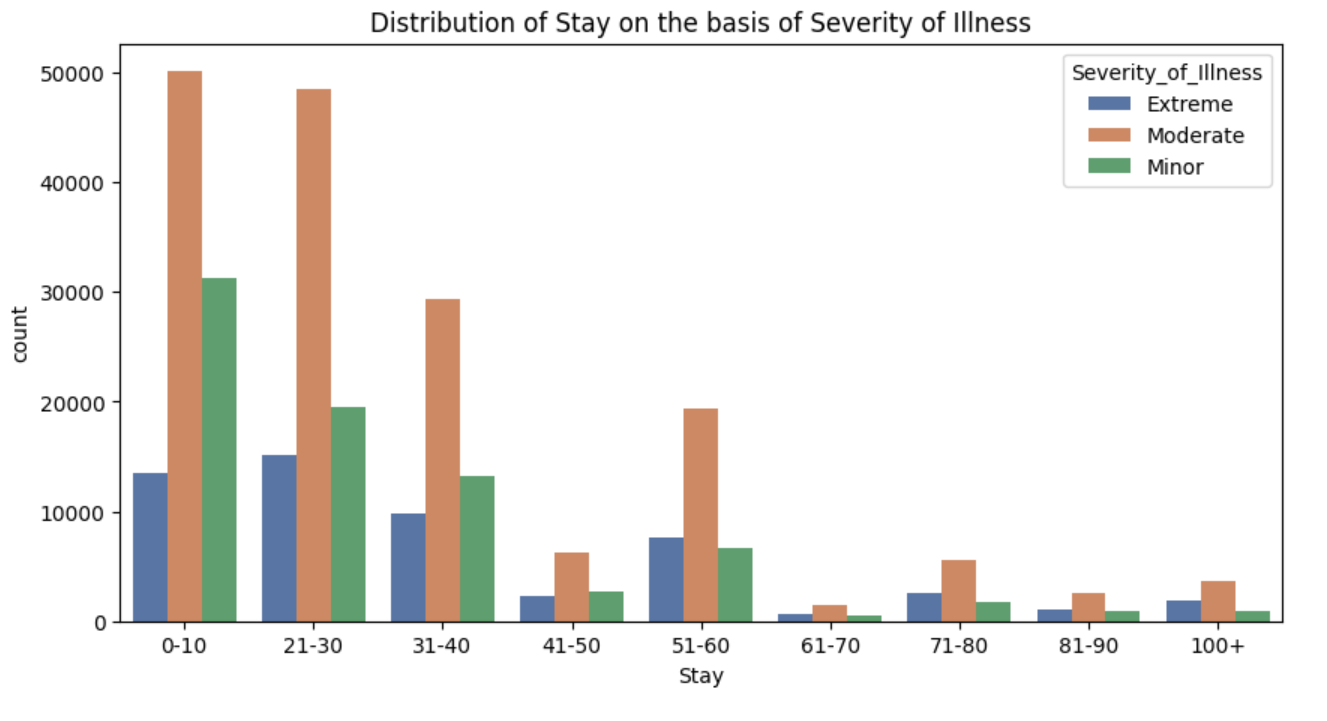 Distribution of Stay on the basis of Severity of Illness
50000
40000
30000
20000
10000
0
count
Severity_of_Illness
Extreme
Moderate
Minor
0-10 21-30 31-40 41-50 51-60 61-70 71-80 81-90 100+
Stay